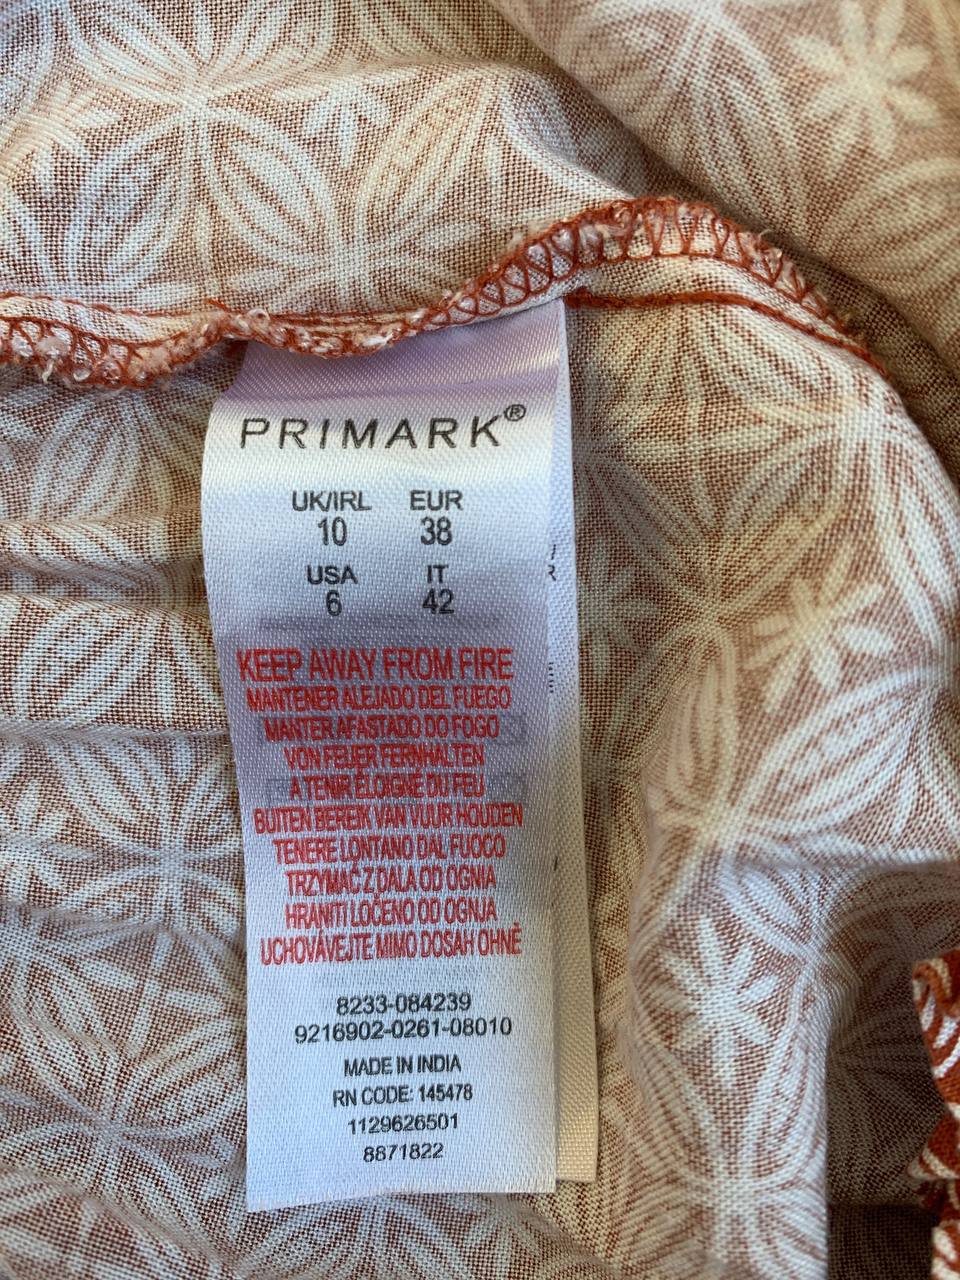 PRIMARK®
UK/IRL EUR
10 38
USA IT
6 42
KEEP AWAY FROM FIRE
MANTENER ALEJADO DEL FUEGO
MANTER AFASTADO DO FOGO
VON FEUER FERNHALTEN
A TENIR ÉLOIGNÉ DU FEU
BUITEN BEREIK VAN VUUR HOUDEN
TENERE LONTANO DAL FUOCO
TRZYMAĆ Z DALA OD OGNIA
HRANITI LOČENO OD OGNJA
UCHOVÁVEJTE MIMO DOSAH OHNĚ
8233-084239
9216902-0261-08010
MADE IN INDIA
RN CODE: 145478
1129626501
8871822